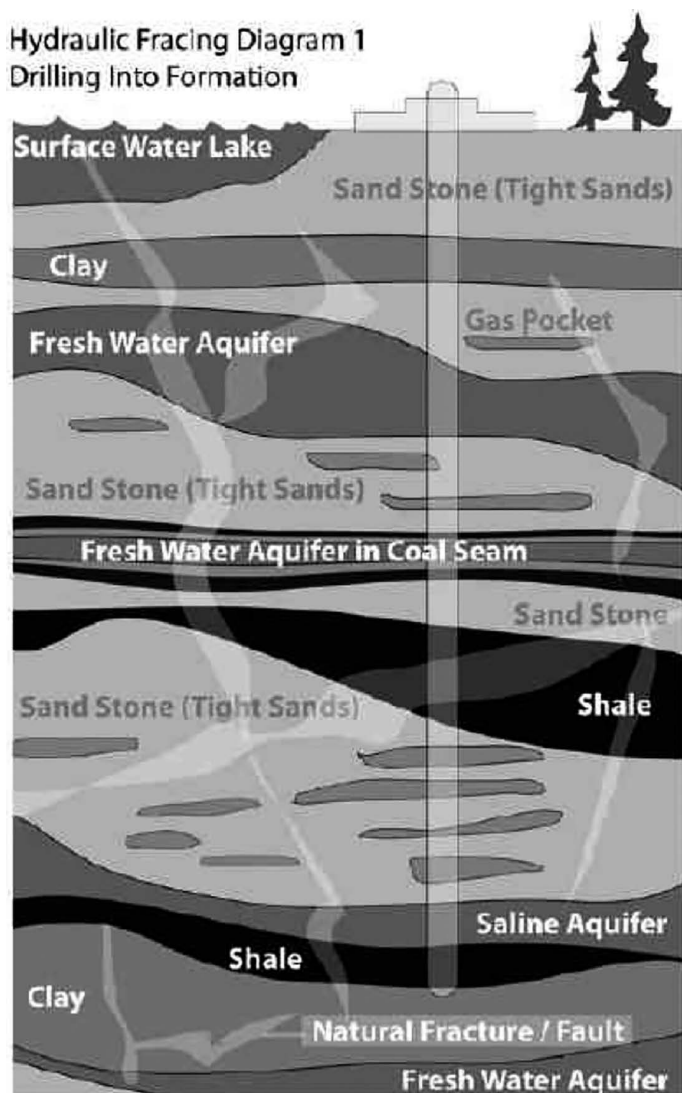 Hydraulic Fracing Diagram 1
Drilling Into Formation
Surface Water Lake
Sand Stone (Tight Sands)
Clay
Gas Pocket
Fresh Water Aquifer
Sand Stone (Tight Sands)
Fresh Water Aquifer in Coal Seam
Sand Stone
Sand Stone (Tight Sands)
Shale
Saline Aquifer
Shale
Clay
Natural Fracture / Fault
Fresh Water Aquifer